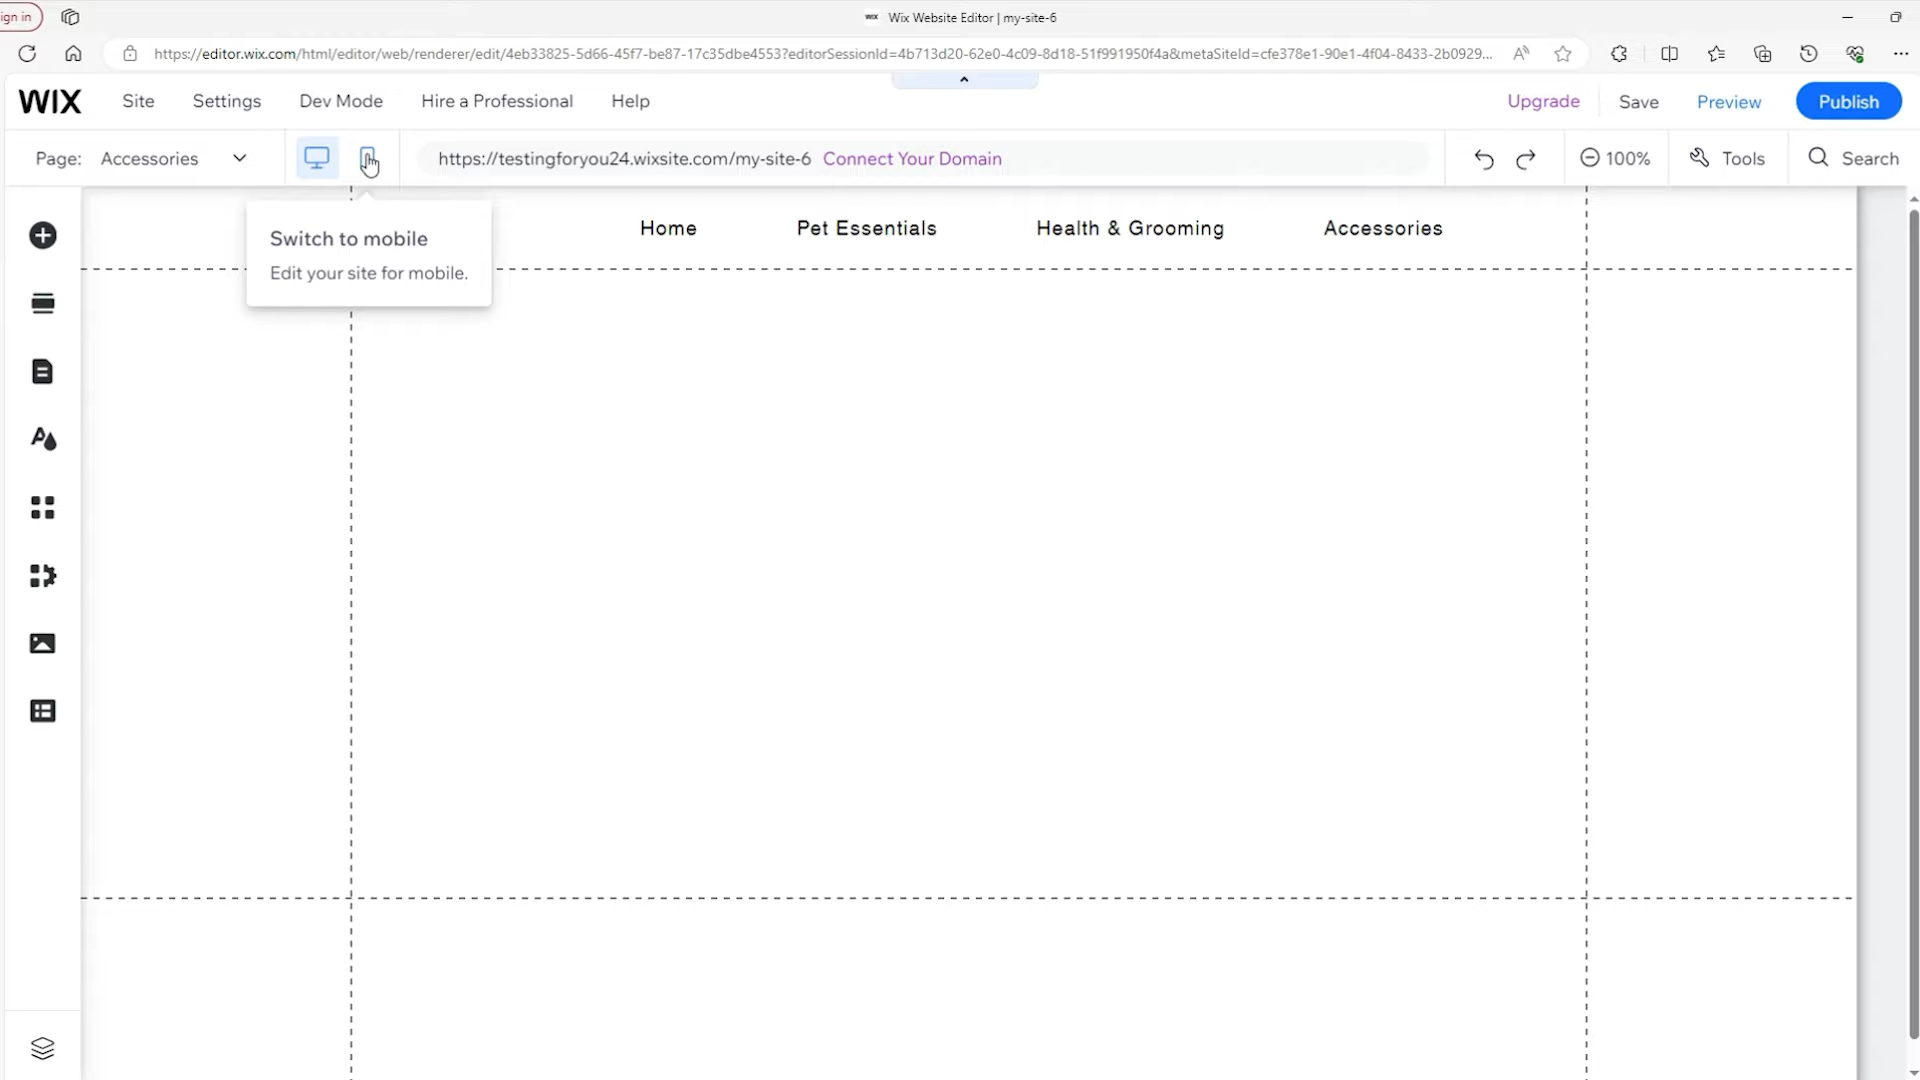 ign in
WIX Wix Website Editor | my-site-6
https://editor.wix.com/html/editor/web/renderer/edit/4eb33825-5d66-45f7-be87-17c35dbe4553?editorSessionId=4b713d20-62e0-4c09-8d18-51f991950f4a&metaSiteId=cfe378e1-90e1-4f04-8433-2b0929...
WIX Site Settings Dev Mode Hire a Professional Help Upgrade Save Preview Publish
Page: Accessories https://testingforyou24.wixsite.com/my-site-6 Connect Your Domain 100% Tools Search
Home Pet Essentials Health & Grooming Accessories
Switch to mobile
Edit your site for mobile.